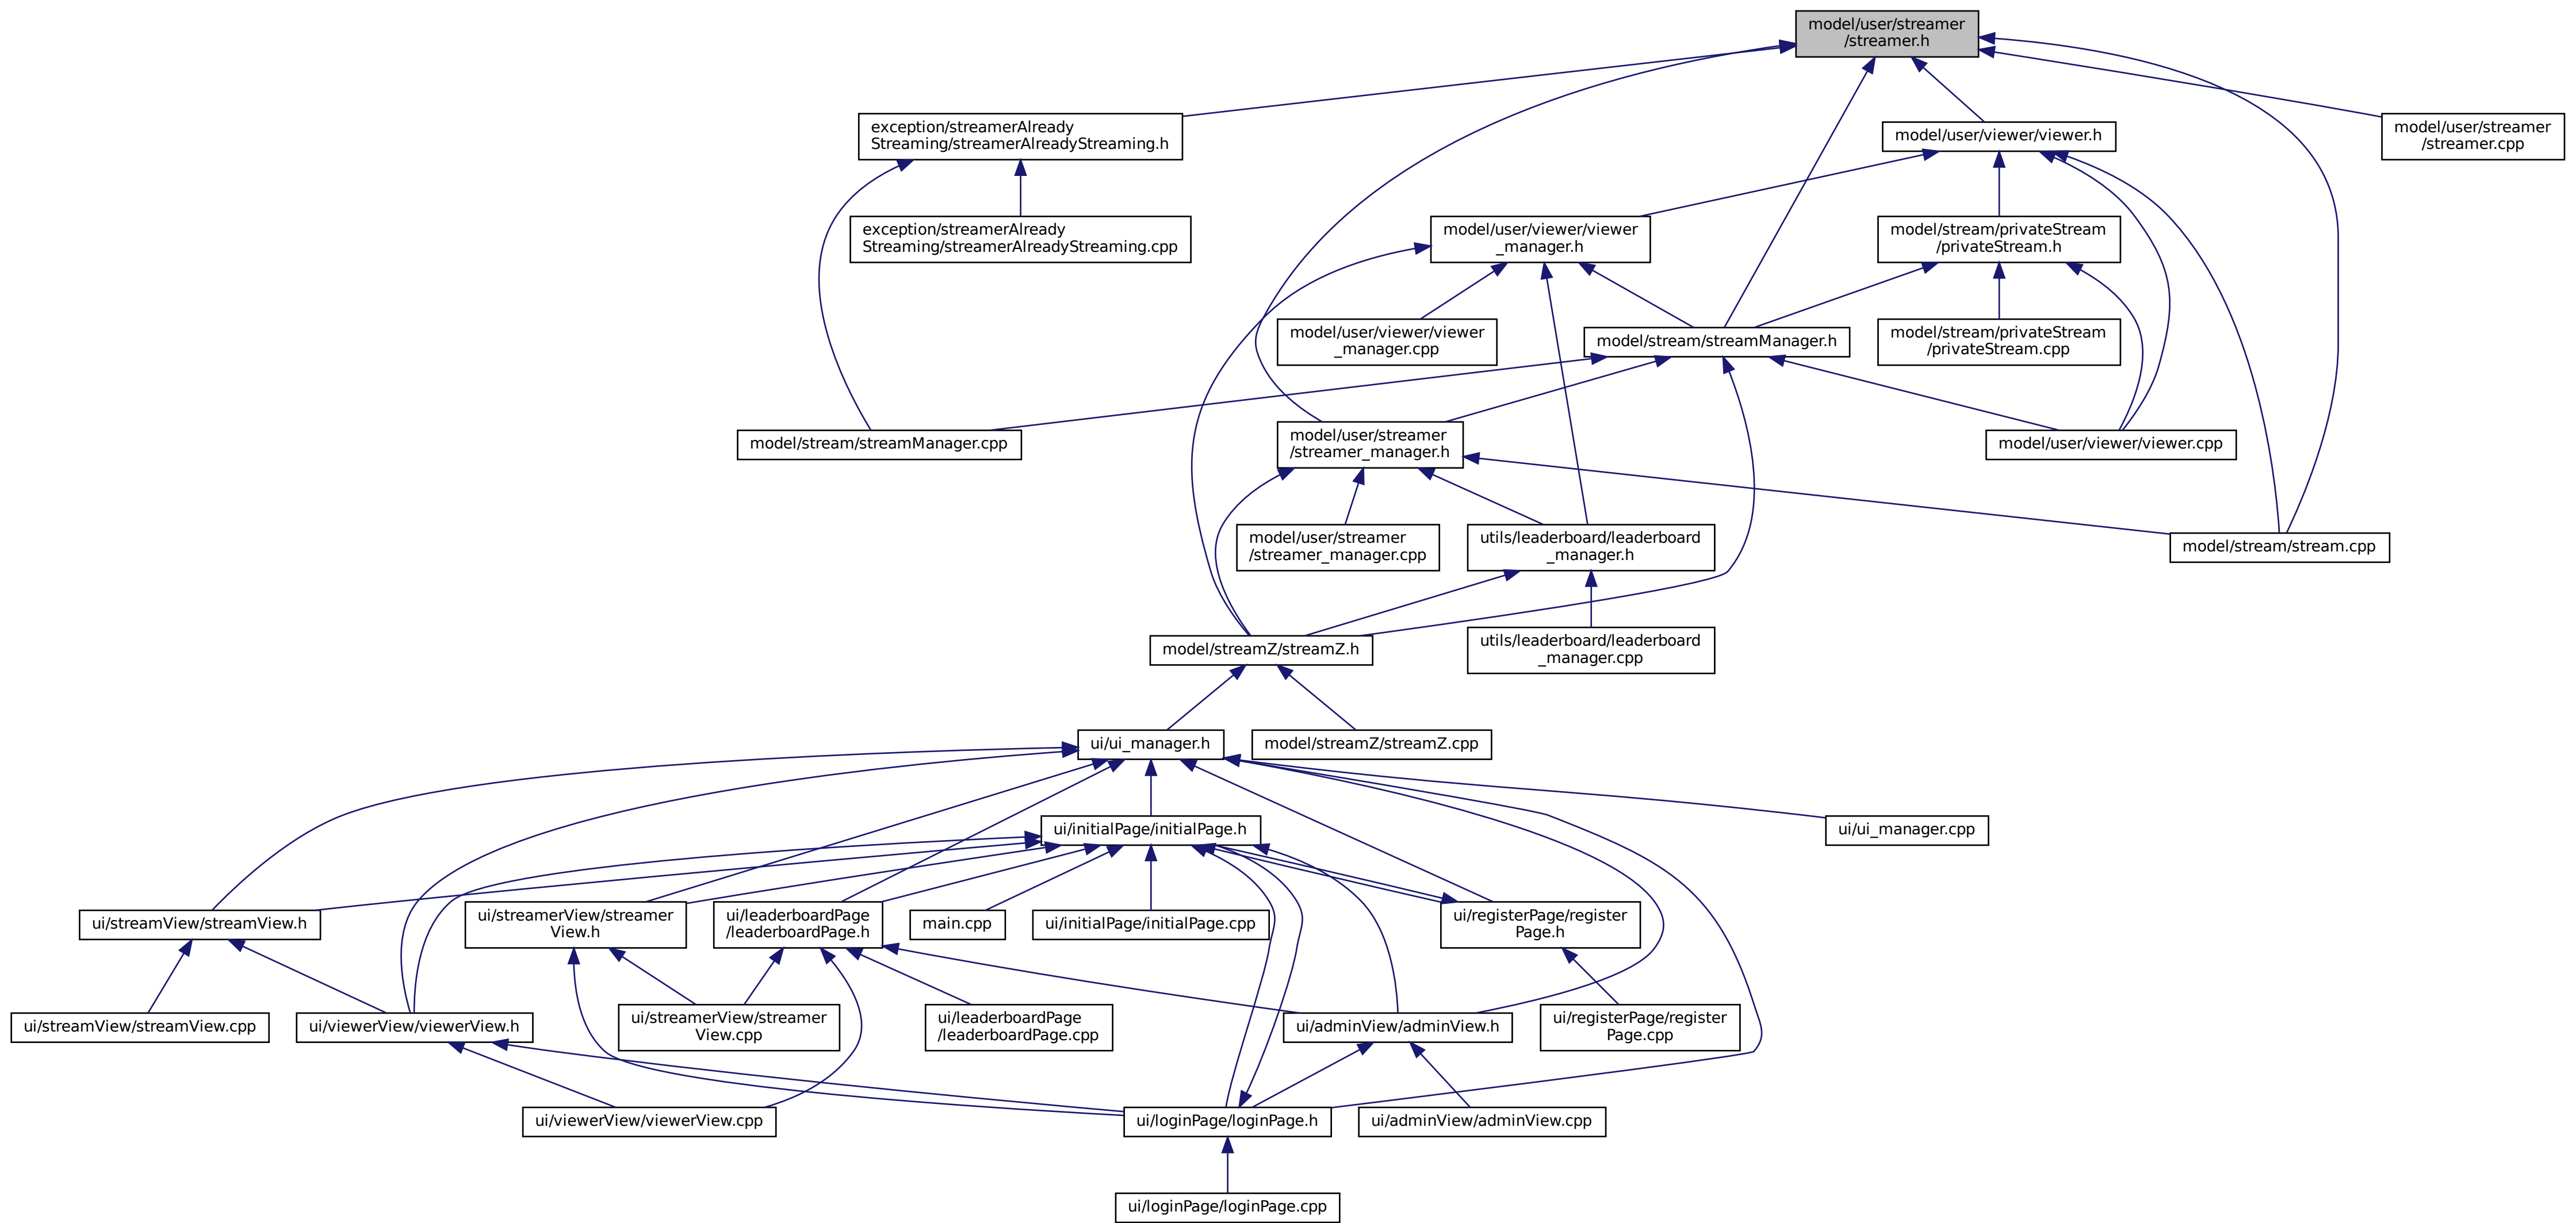 model/user/streamer
/streamer.h
exception/streamerAlready
Streaming/streamerAlreadyStreaming.h
model/user/viewer/viewer.h
model/user/streamer
/streamer.cpp
exception/streamerAlready
Streaming/streamerAlreadyStreaming.cpp
model/user/viewer/viewer
_manager.h
model/stream/privateStream
/privateStream.h
model/user/viewer/viewer
_manager.cpp
model/stream/streamManager.h
model/stream/privateStream
/privateStream.cpp
model/stream/streamManager.cpp
model/user/streamer
/streamer_manager.h
model/user/viewer/viewer.cpp
model/user/streamer
/streamer_manager.cpp
utils/leaderboard/leaderboard
_manager.h
model/stream/stream.cpp
model/streamZ/streamZ.h
utils/leaderboard/leaderboard
_manager.cpp
ui/ui_manager.h
model/streamZ/streamZ.cpp
ui/initialPage/initialPage.h
ui/ui_manager.cpp
ui/streamView/streamView.h
ui/streamerView/streamer
View.h
ui/leaderboardPage
/leaderboardPage.h
main.cpp
ui/initialPage/initialPage.cpp
ui/registerPage/register
Page.h
ui/streamView/streamView.cpp
ui/viewerView/viewerView.h
ui/streamerView/streamer
View.cpp
ui/leaderboardPage
/leaderboardPage.cpp
ui/adminView/adminView.h
ui/registerPage/register
Page.cpp
ui/viewerView/viewerView.cpp
ui/loginPage/loginPage.h
ui/adminView/adminView.cpp
ui/loginPage/loginPage.cpp